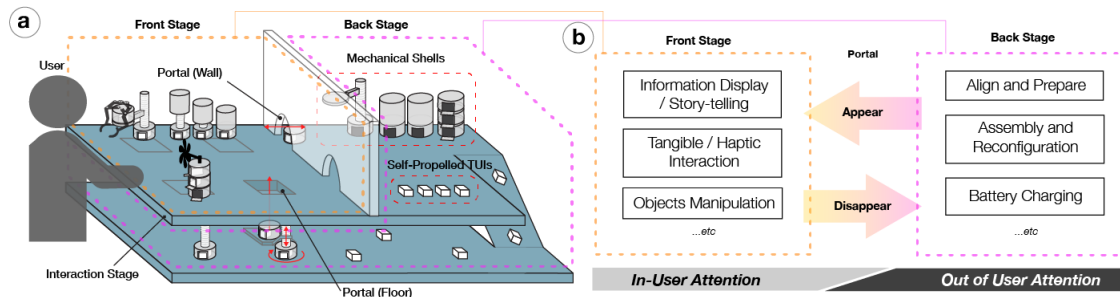 a
Front Stage
Back Stage
User
Portal (Wall)
Mechanical Shells
Self-Propelled TUIs
Interaction Stage
Portal (Floor)
b
Front Stage
Portal
Back Stage
Information Display
/ Story-telling
Tangible / Haptic
Interaction
Objects Manipulation
...etc
Appear
Disappear
Align and Prepare
Assembly and
Reconfiguration
Battery Charging
...etc
In-User Attention
Out of User Attention